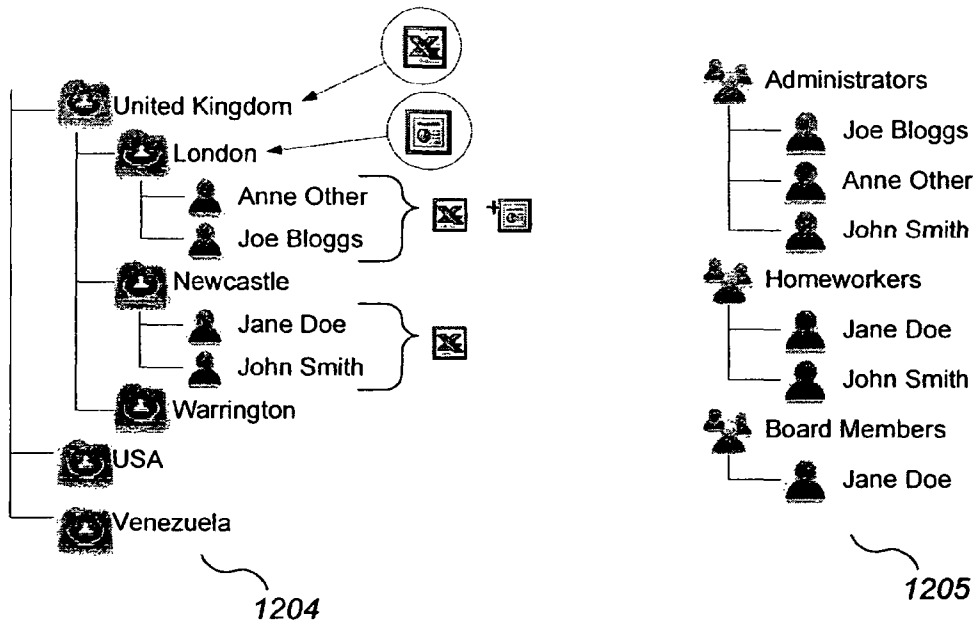 United Kingdom
London
Anne Other
Joe Bloggs
+
Newcastle
Jane Doe
John Smith
Warrington
USA
Venezuela
1204
Administrators
Joe Bloggs
Anne Other
John Smith
Homeworkers
Jane Doe
John Smith
Board Members
Jane Doe
1205